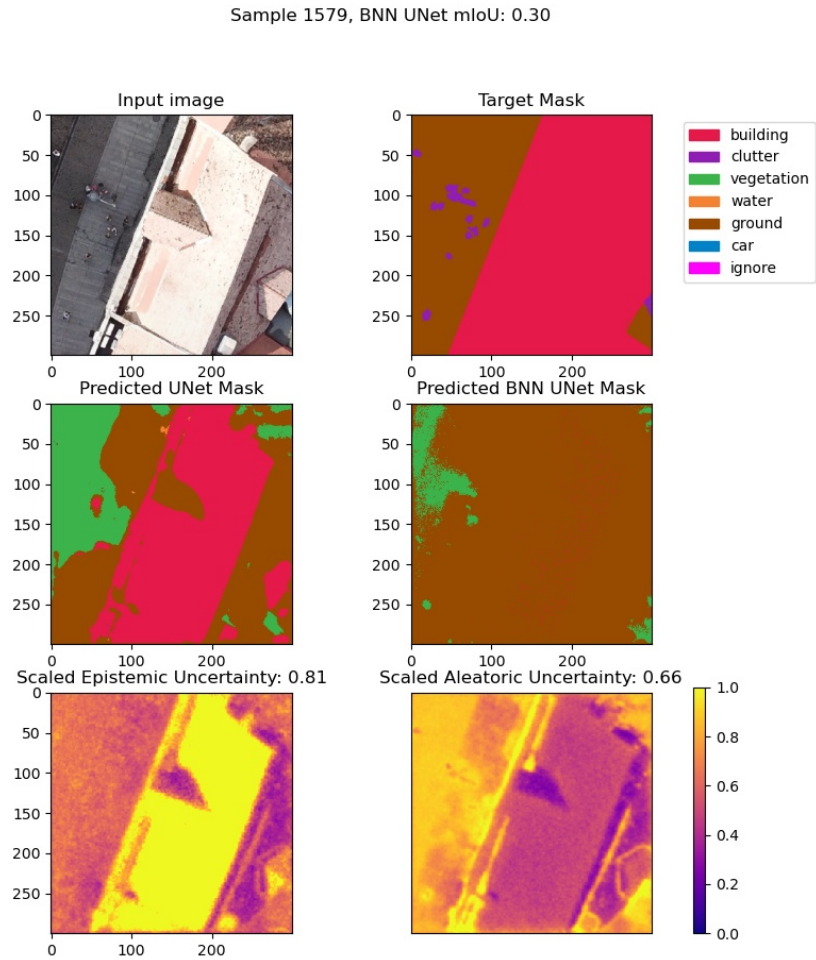 Sample 1579, BNN UNet mIoU: 0.30
Input image
0
50
100
150
200
250
0 200
Target Mask
0
50
100
150
200
250
0 200
building
clutter
vegetation
water
ground
car
ignore
Predicted UNet Mask
0
50
100
150
200
250
0 100 200
Predicted BNN UNet Mask
0
50
100
150
200
250
0 200
Scaled Epistemic Uncertainty: 0.81
0
50
100
150
200
250
0 200
Scaled Aleatoric Uncertainty: 0.66
1.0
0.8
0.6
0.4
0.2
0.0